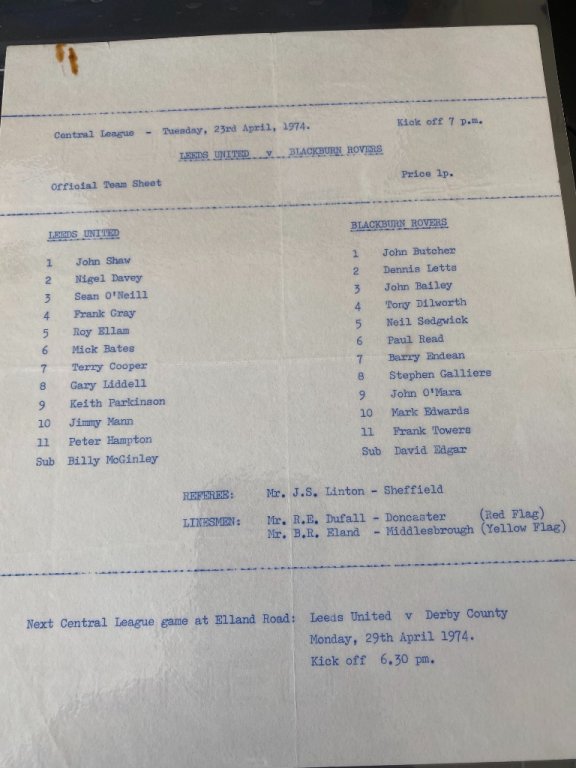 Central League - Tuesday, 23rd April, 1974. Kick off 7 p.m.
LEEDS UNITED v BLACKBURN ROVERS
Official Team Sheet Price 1p.
LEEDS UNITED
1 John Shaw
2 Nigel Davey
3 Sean O'Neill
4 Frank Gray
5 Roy Ellam
6 Mick Bates
7 Terry Cooper
8 Gary Liddell
9 Keith Parkinson
10 Jimmy Mann
11 Peter Hampton
Sub Billy McGinley
BLACKBURN ROVERS
1 John Butcher
2 Dennis Letts
3 John Bailey
4 Tony Dilworth
5 Neil Sedgwick
6 Paul Read
7 Barry Endean
8 Stephen Galliers
9 John O'Mara
10 Mark Edwards
11 Frank Towers
Sub David Edgar
REFEREE: Mr. J.S. Linton - Sheffield
LINESMEN: Mr. R.E. Dufall - Doncaster (Red Flag)
Mr. B.R. Eland - Middlesbrough (Yellow Flag)
Next Central League game at Elland Road: Leeds United v Derby County
Monday, 29th April 1974.
Kick off 6.30 pm.